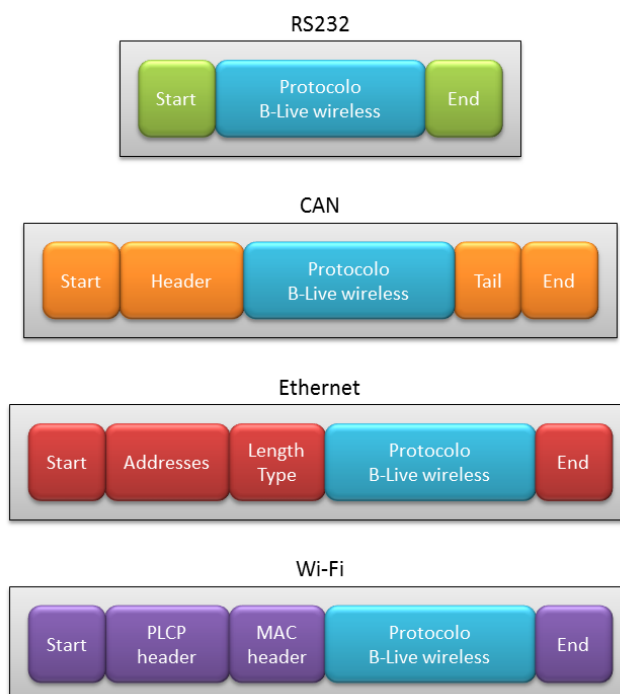 RS232
Start
Protocolo
B-Live wireless
End
CAN
Start
Header
Protocolo
B-Live wireless
Tail
End
Ethernet
Start
Addresses
Length
Type
Protocolo
B-Live wireless
End
Wi-Fi
Start
PLCP
header
MAC
header
Protocolo
B-Live wireless
End